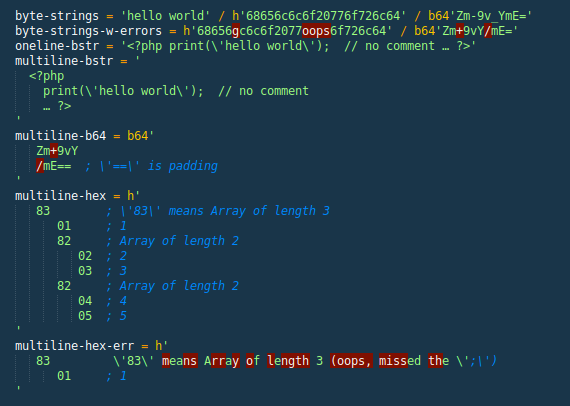 byte-strings = 'hello world' / h'68656c6c6f20776f726c64' / b64'Zm-9v_YmE='
byte-strings-w-errors = h'68656gc6c6f2077oops6f726c64' / b64'Zm+9vY/mE='
oneline-bstr = '<?php print(\'hello world\');  // no comment … ?>'
multiline-bstr = '
  <?php
    print(\'hello world\');  // no comment
    … ?>
'
multiline-b64 = b64'
   Zm+9vY
   /mE==  ; \'==\' is padding
'
multiline-hex = h'
   83        ; \'83\' means Array of length 3
      01     ; 1
      82     ; Array of length 2
         02  ; 2
         03  ; 3
      82     ; Array of length 2
         04  ; 4
         05  ; 5
'
multiline-hex-err = h'
   83         \'83\' means Array of length 3 (oops, missed the \';\')
      01     ; 1
'